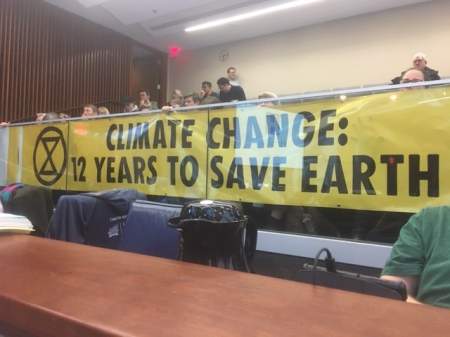 CLIMATE CHANGE:
12 YEARS TO SAVE EARTH